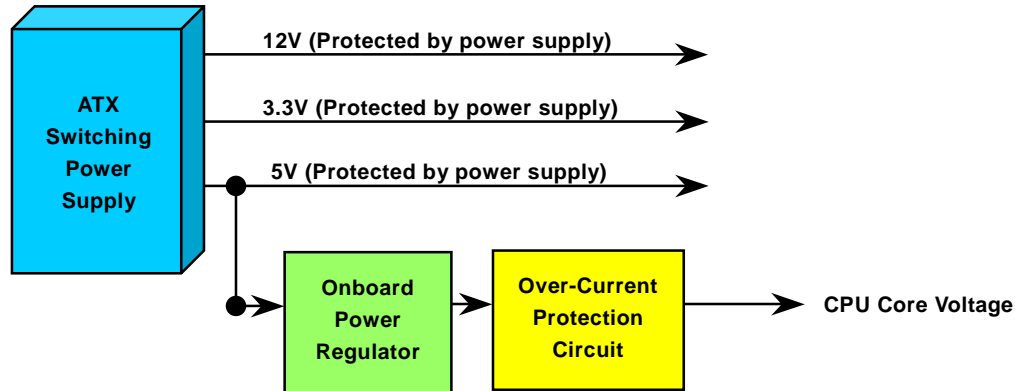 12V (Protected by power supply)
ATX
Switching
Power
Supply
3.3V (Protected by power supply)
5V (Protected by power supply)
Onboard
Power
Regulator
Over-Current
Protection
Circuit
CPU Core Voltage